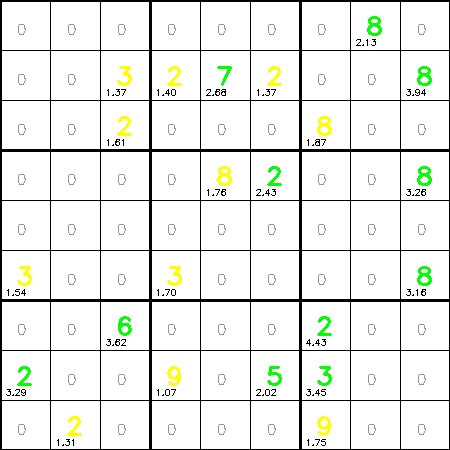 0 0 0 0 0 0 0 8 0
2.13
0 0 3 2 7 2 0 0 8
1.37 1.40 2.68 1.37 3.94
0 0 2 0 0 0 8 0 0
1.61 1.87
0 0 0 0 8 2 0 0 8
1.76 2.43 3.26
0 0 0 0 0 0 0 0 0
3 0 0 3 0 0 0 0 8
1.54 1.70 3.16
0 0 6 0 0 0 2 0 0
3.62 4.43
2 0 0 9 0 5 3 0 0
3.29 1.07 2.02 3.45
0 2 0 0 0 0 9 0 0
1.31 1.75